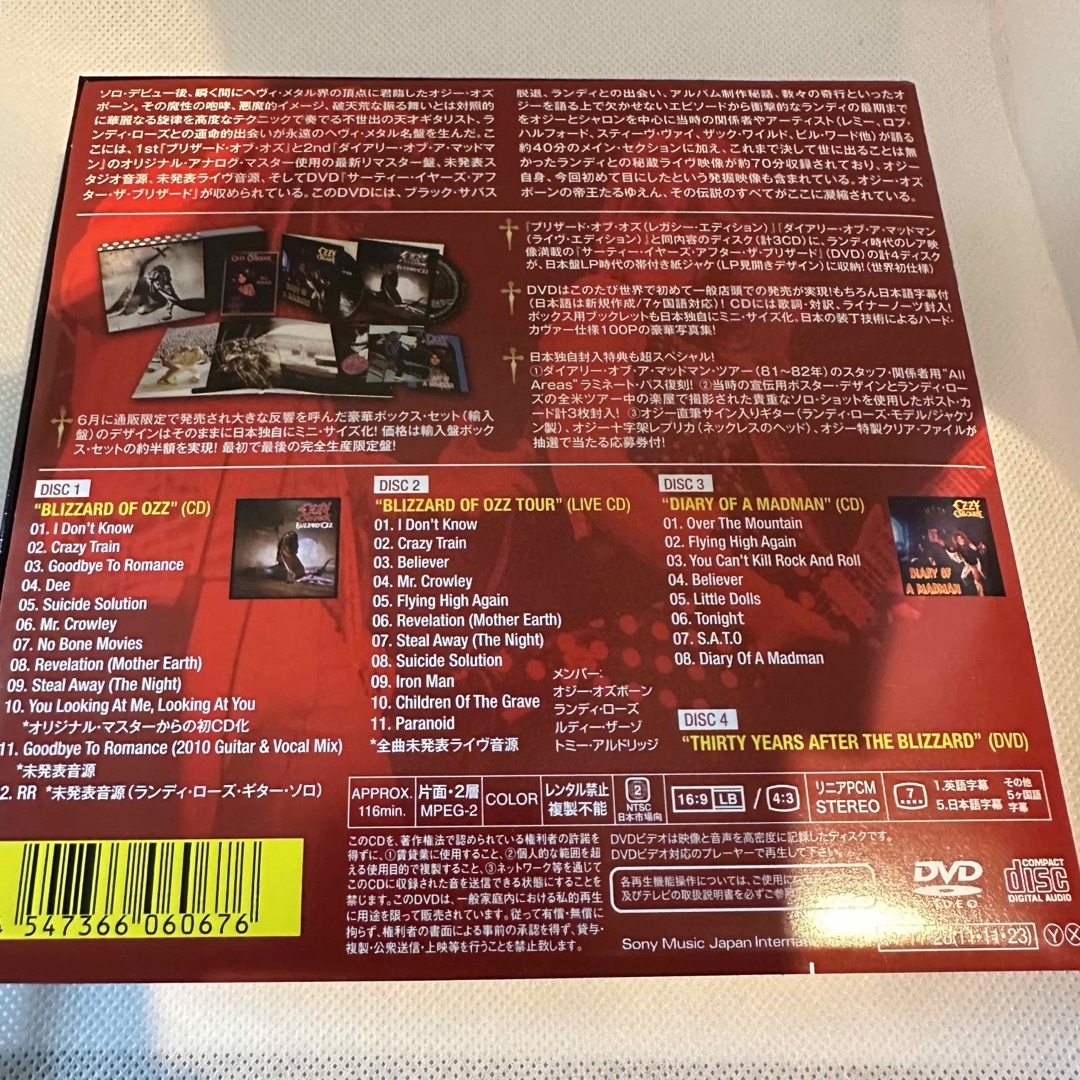 ソロ・デビュー後、瞬く間にヘヴィ・メタル界の頂点に君臨したオジー・オズ
ボーン。その魔性の咆哮、悪魔的イメージ、破天荒な振る舞いとは対照的
に華麗なる旋律を高度なテクニックで奏でる不世出の天才ギタリスト、ラ
ンディ・ローズとの運命的出会いが永遠のヘヴィ・メタル名盤を生んだ。こ
こには、1st『ブリザード・オブ・オズ』と2nd『ダイアリー・オブ・ア・マッドマ
ン』のオリジナル・アナログ・マスター使用の最新リマスター盤、未発表ス
タジオ音源、未発表ライヴ音源、そしてDVD『サーティー・イヤーズ・アフ
ター・ザ・ブリザード』が収められている。このDVDには、ブラック・サバス
脱退、ランディとの出会い、アルバム制作秘話、数々の奇行といったオ
ジーを語る上で欠かせないエピソードから衝撃的なランディの最期まで
をオジーとシャロンを中心に当時の関係者やアーティスト(レミー、ロブ・
ハルフォード、スティーヴ・ヴァイ、ザック・ワイルド、ビル・ワード他)が語る
約40分のメイン・セクションに加え、これまで決して世に出ることは無
かったランディとの秘蔵ライヴ映像が約70分収録されており、オジー
自身、今回初めて目にしたという発掘映像も含まれている。オジー・オズ
ボーンの帝王たるゆえん、その伝説のすべてがここに凝縮されている。
『ブリザード・オブ・オズ(レガシー・エディション)』『ダイアリー・オブ・ア・マッドマン
(ライヴ・エディション)』と同内容のディスク(計3CD)に、ランディ時代のレア映
像満載の『サーティー・イヤーズ・アフター・ザ・ブリザード』(DVD)の計4ディスク
が、日本盤LP時代の帯付き紙ジャケ(LP見開きデザイン)に収納!(世界初仕様)
DVDはこのたび世界で初めて一般店頭での発売が実現!もちろん日本語字幕付
(日本語は新規作成/7ヶ国語対応)! CDには歌詞・対訳、ライナーノーツ封入!
ボックス用ブックレットも日本独自にミニ・サイズ化。日本の装丁技術によるハード・
カヴァー仕様100Pの豪華写真集!
日本独自封入特典も超スペシャル!
①ダイアリー・オブ・ア・マッドマン・ツアー(81〜82年)のスタッフ・関係者用"All
Areas"ラミネート・パス復刻! ②当時の宣伝用ポスター・デザインとランディ・ロー
ズの全米ツアー中の楽屋で撮影された貴重なソロ・ショットを使用したポスト・カ
ード計3枚封入! ③オジー直筆サイン入りギター(ランディ・ローズ・モデル/ジャクソ
ン製)、オジー十字架レプリカ(ネックレスのヘッド)、オジー特製クリア・ファイルが
抽選で当たる応募券付!
6月に通販限定で発売され大きな反響を呼んだ豪華ボックス・セット(輸入
盤)のデザインはそのままに日本独自にミニ・サイズ化! 価格は輸入盤ボック
ス・セットの約半額を実現! 最初で最後の完全生産限定盤!
DISC 1
"BLIZZARD OF OZZ" (CD)
01. I Don't Know
02. Crazy Train
03. Goodbye To Romance
04. Dee
05. Suicide Solution
06. Mr. Crowley
07. No Bone Movies
08. Revelation (Mother Earth)
09. Steal Away (The Night)
10. You Looking At Me, Looking At You
*オリジナル・マスターからの初CD化
11. Goodbye To Romance (2010 Guitar & Vocal Mix)
*未発表音源
2. RR *未発表音源(ランディ・ローズ・ギター・ソロ)
DISC 2
"BLIZZARD OF OZZ TOUR" (LIVE CD)
01. I Don't Know
02. Crazy Train
03. Believer
04. Mr. Crowley
05. Flying High Again
06. Revelation (Mother Earth)
07. Steal Away (The Night)
08. Suicide Solution
09. Iron Man
10. Children Of The Grave
11. Paranoid
*全曲未発表ライヴ音源
メンバー:
オジー・オズボーン
ランディ・ローズ
ルディー・サーゾ
トミー・アルドリッジ
DISC 3
"DIARY OF A MADMAN" (CD)
01. Over The Mountain
02. Flying High Again
03. You Can't Kill Rock And Roll
04. Believer
05. Little Dolls
06. Tonight
07. S.A.T.O
08. Diary Of A Madman
OZZY
OSBOURNE
DIARY OF
A MADMAN
DISC 4
"THIRTY YEARS AFTER THE BLIZZARD" (DVD)
APPROX.
116min.
片面・2層
MPEG-2
COLOR
レンタル禁止
複製不能
2
NTSC
日本市場向
16:9 LB / 4:3
リニアPCM
STEREO
7
1.英語字幕
5.日本語字幕
その他
5ヶ国語
字幕
このCDを、著作権法で認められている権利者の許諾を
得ずに、①賃貸業に使用すること、②個人的な範囲を超
える使用目的で複製すること、③ネットワーク等を通じて
このCDに収録された音を送信できる状態にすることを
禁じます。このDVDは、一般家庭内における私的再生
に用途を限って販売されています。従って有償・無償に
拘らず、権利者の書面による事前の承諾を得ず、貸与・
複製・公衆送信・上映等を行うことを禁止致します。
DVDビデオは映像と音声を高密度に記録したディスクです。
DVDビデオ対応のプレーヤーで再生して下さい。
各再生機能操作については、ご使用に
及びテレビの取扱説明書を必ずご参
DVD
VIDEO
COMPACT
disc
DIGITAL AUDIO
Sony Music Japan Internat
(11・11・23)
Y X
4547366060676